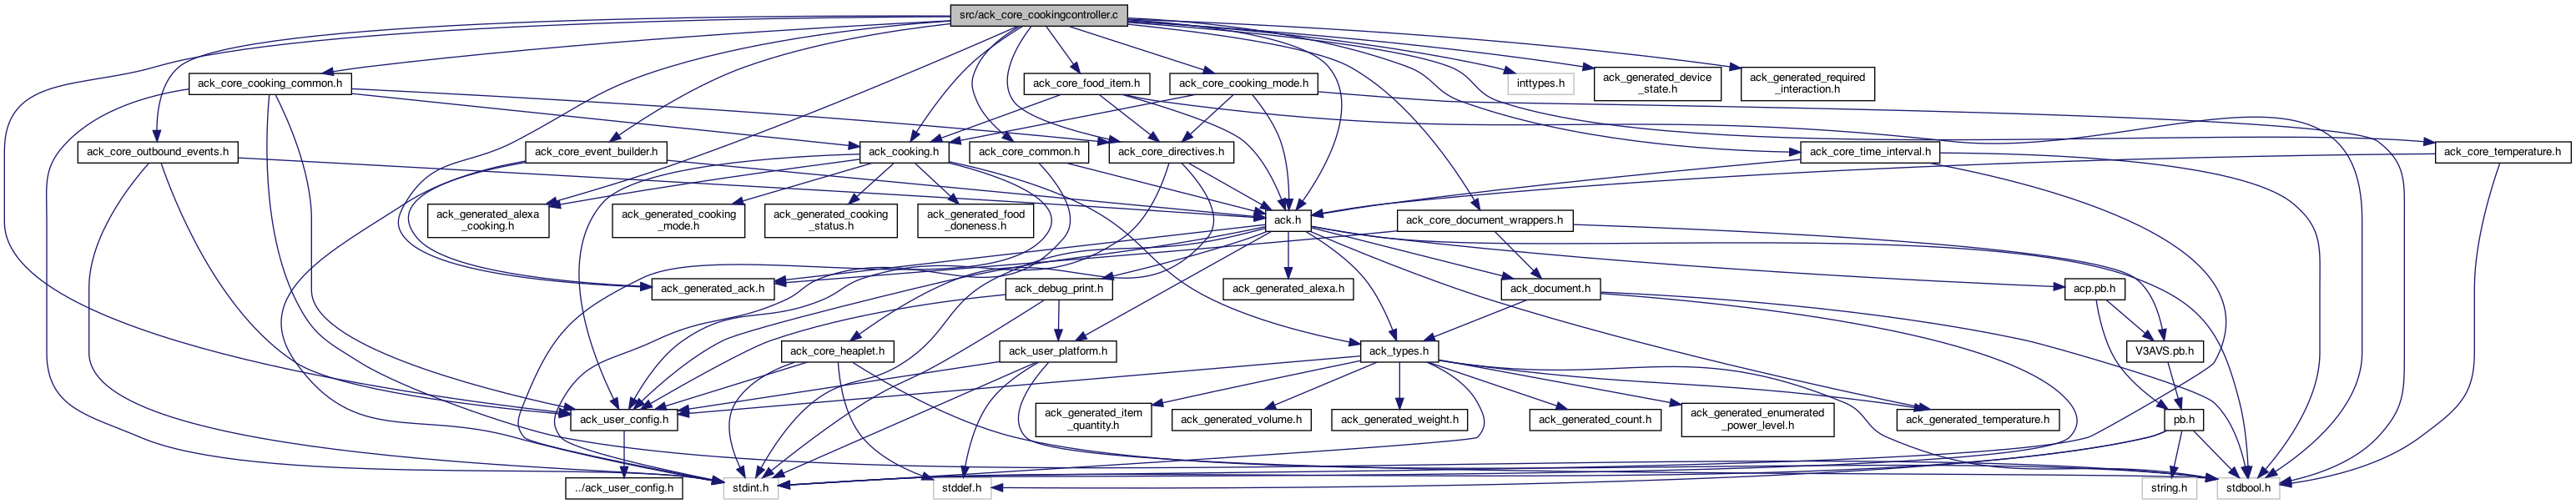 src/ack_core_cookingcontroller.c
ack_core_cooking_common.h
ack_core_food_item.h
ack_core_cooking_mode.h
inttypes.h
ack_generated_device
_state.h
ack_generated_required
_interaction.h
ack_core_outbound_events.h
ack_core_event_builder.h
ack_cooking.h
ack_core_common.h
ack_core_directives.h
ack_core_time_interval.h
ack_core_temperature.h
ack_generated_alexa
_cooking.h
ack_generated_cooking
_mode.h
ack_generated_cooking
_status.h
ack_generated_food
_doneness.h
ack.h
ack_core_document_wrappers.h
ack_generated_ack.h
ack_debug_print.h
ack_generated_alexa.h
ack_document.h
acp.pb.h
ack_core_heaplet.h
ack_user_platform.h
ack_types.h
V3AVS.pb.h
ack_user_config.h
ack_generated_item
_quantity.h
ack_generated_volume.h
ack_generated_weight.h
ack_generated_count.h
ack_generated_enumerated
_power_level.h
ack_generated_temperature.h
pb.h
../ack_user_config.h
stdint.h
stddef.h
string.h
stdbool.h